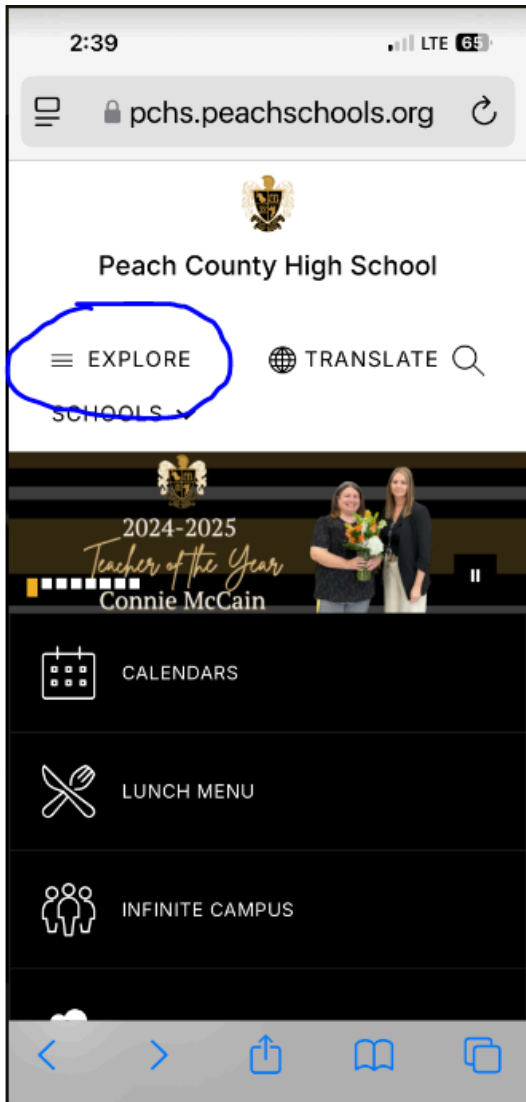 2:39 LTE 65
pchs.peachschools.org
Peach County High School
EXPLORE TRANSLATE
SCHOOLS
2024-2025
Teacher of the Year
Connie McCain
CALENDARS
LUNCH MENU
INFINITE CAMPUS